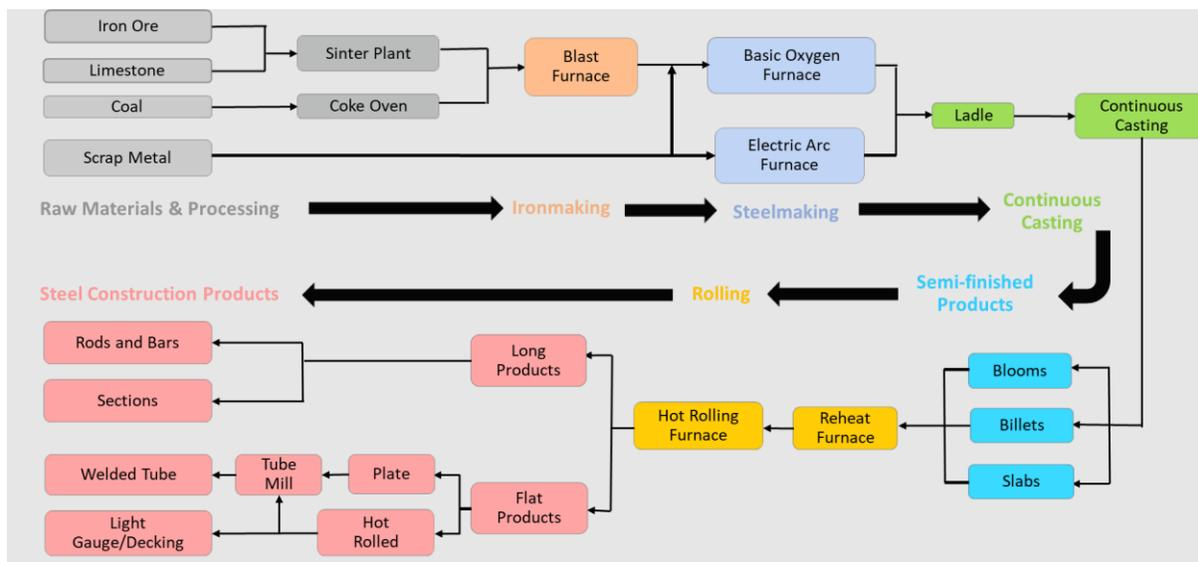 Iron Ore
Limestone
Coal
Scrap Metal
Sinter Plant
Coke Oven
Blast
Furnace
Basic Oxygen
Furnace
Electric Arc
Furnace
Ladle
Continuous
Casting
Raw Materials & Processing
Ironmaking
Steelmaking
Continuous
Casting
Steel Construction Products
Rolling
Semi-finished
Products
Rods and Bars
Sections
Long
Products
Welded Tube
Tube
Mill
Plate
Light
Gauge/Decking
Hot
Rolled
Flat
Products
Hot Rolling
Furnace
Reheat
Furnace
Blooms
Billets
Slabs